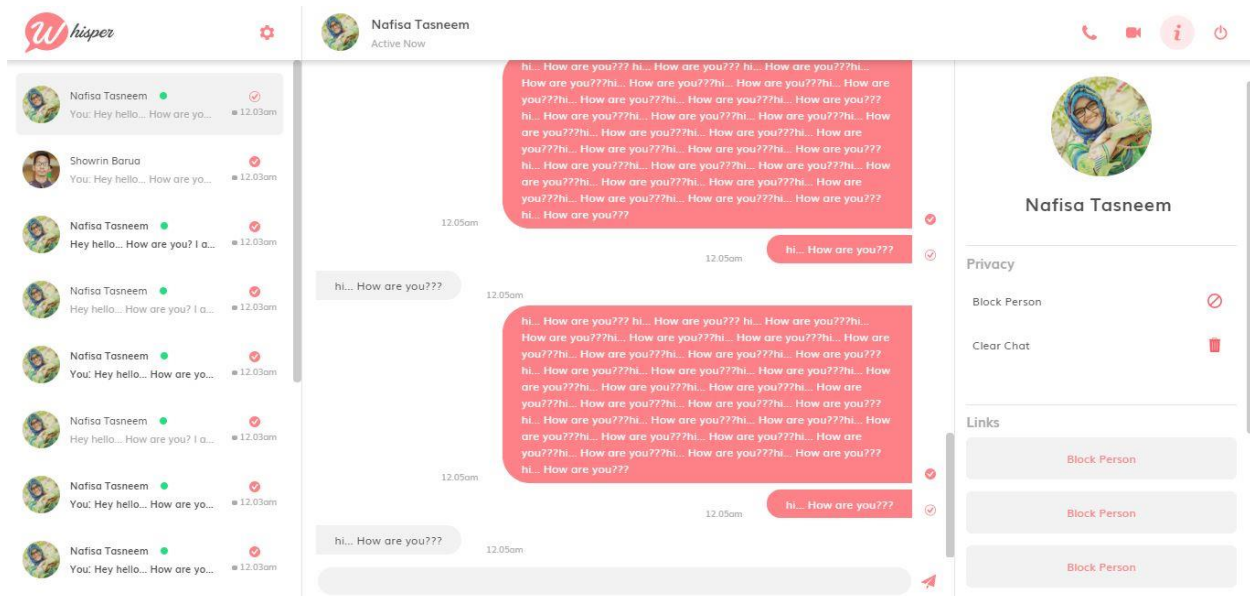 Whisper
Nafisa Tasneem
Active Now
Nafisa Tasneem
You: Hey hello... How are yo...
12.03am
Showrin Barua
You: Hey hello... How are yo...
12.03am
Nafisa Tasneem
Hey hello... How are you? I a...
12.03am
Nafisa Tasneem
Hey hello... How are you? I a...
12.03am
Nafisa Tasneem
You: Hey hello... How are yo...
12.03am
Nafisa Tasneem
Hey hello... How are you? I a...
12.03am
Nafisa Tasneem
You: Hey hello... How are yo...
12.03am
Nafisa Tasneem
You: Hey hello... How are yo...
12.03am
hi... How are you??? hi... How are you??? hi... How are you???hi...
How are you???hi... How are you???hi... How are you???hi... How are
you???hi... How are you???hi... How are you???hi... How are you???
hi... How are you???hi... How are you???hi... How are you???hi... How
are you???hi... How are you???hi... How are you???hi... How are
you???hi... How are you???hi... How are you???hi... How are you???
hi... How are you???hi... How are you???hi... How are you???hi... How
are you???hi... How are you???hi... How are you???hi... How are
you???hi... How are you???hi... How are you???hi... How are you???
hi... How are you???
12.05am
hi... How are you???
12.05am
hi... How are you???
12.05am
hi... How are you??? hi... How are you??? hi... How are you???hi...
How are you???hi... How are you???hi... How are you???hi... How are
you???hi... How are you???hi... How are you???hi... How are you???
hi... How are you???hi... How are you???hi... How are you???hi... How
are you???hi... How are you???hi... How are you???hi... How are
you???hi... How are you???hi... How are you???hi... How are you???
hi... How are you???hi... How are you???hi... How are you???hi... How
are you???hi... How are you???hi... How are you???hi... How are
you???hi... How are you???hi... How are you???hi... How are you???
hi... How are you???
12.05am
hi... How are you???
12.05am
hi... How are you???
12.05am
Nafisa Tasneem
Privacy
Block Person
Clear Chat
Links
Block Person
Block Person
Block Person